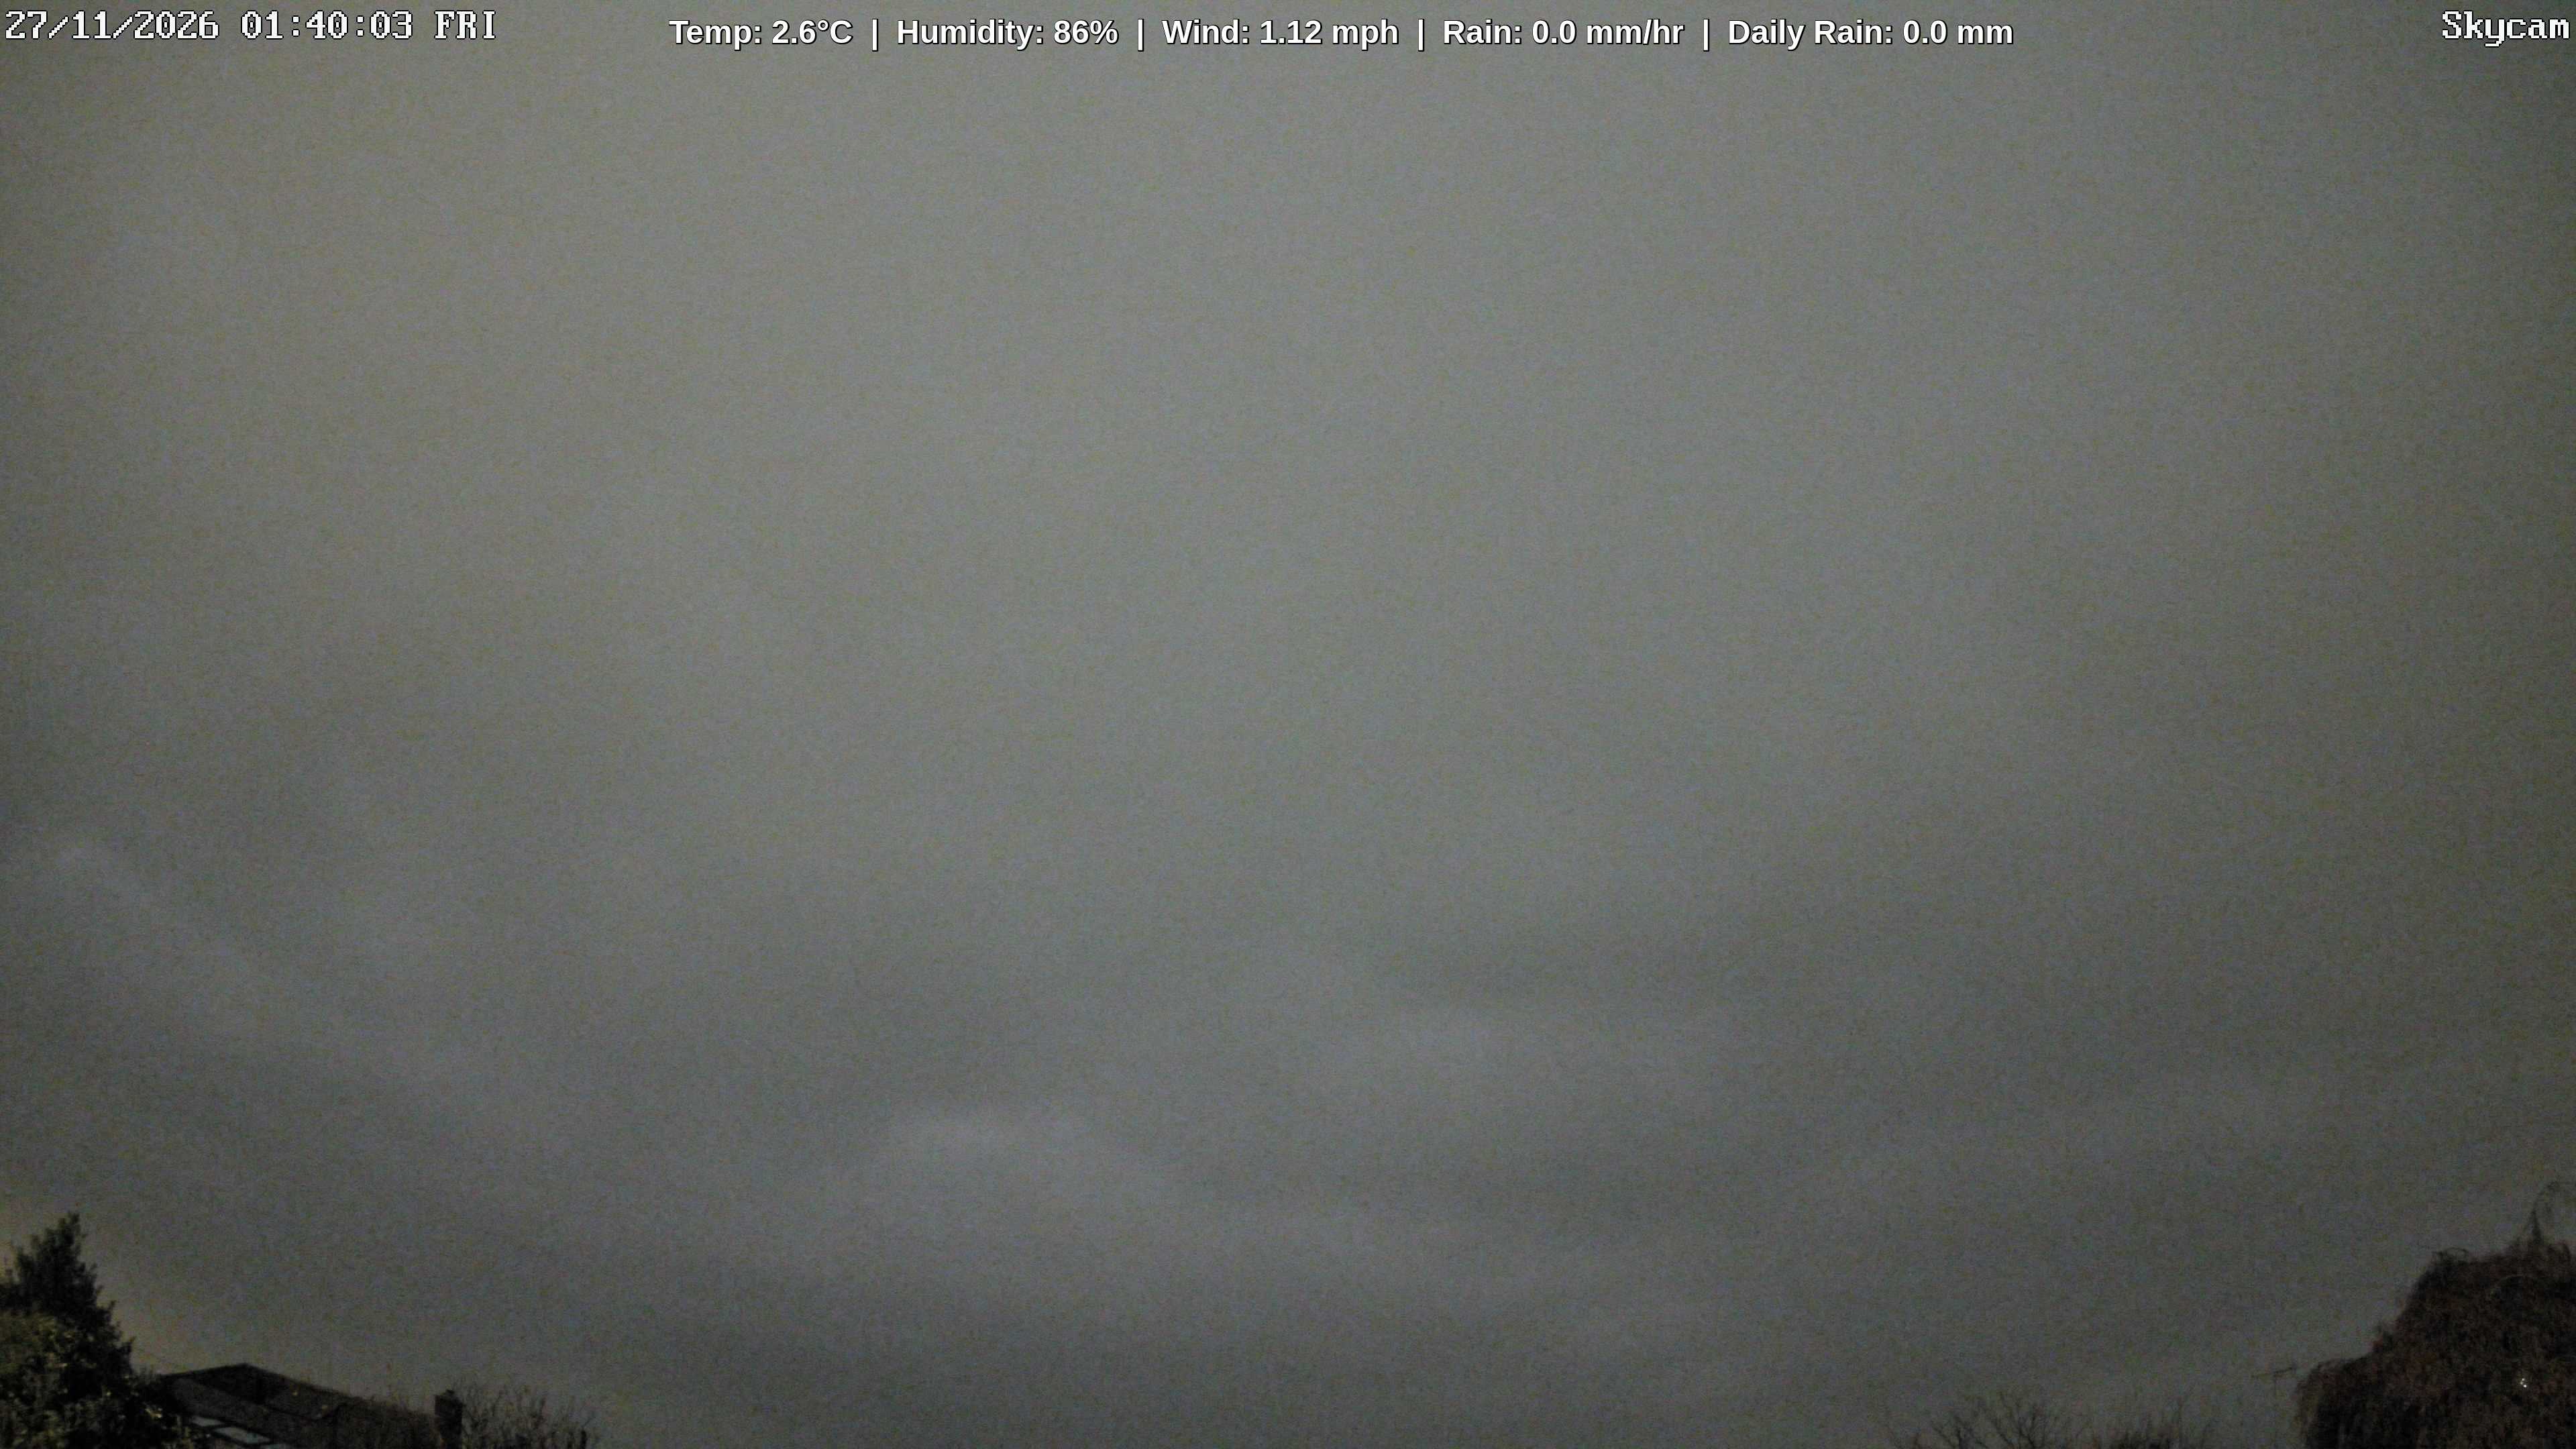 27/11/2026 01:40:03 FRI
Temp: 2.6°C | Humidity: 86% | Wind: 1.12 mph | Rain: 0.0 mm/hr | Daily Rain: 0.0 mm
Skycam